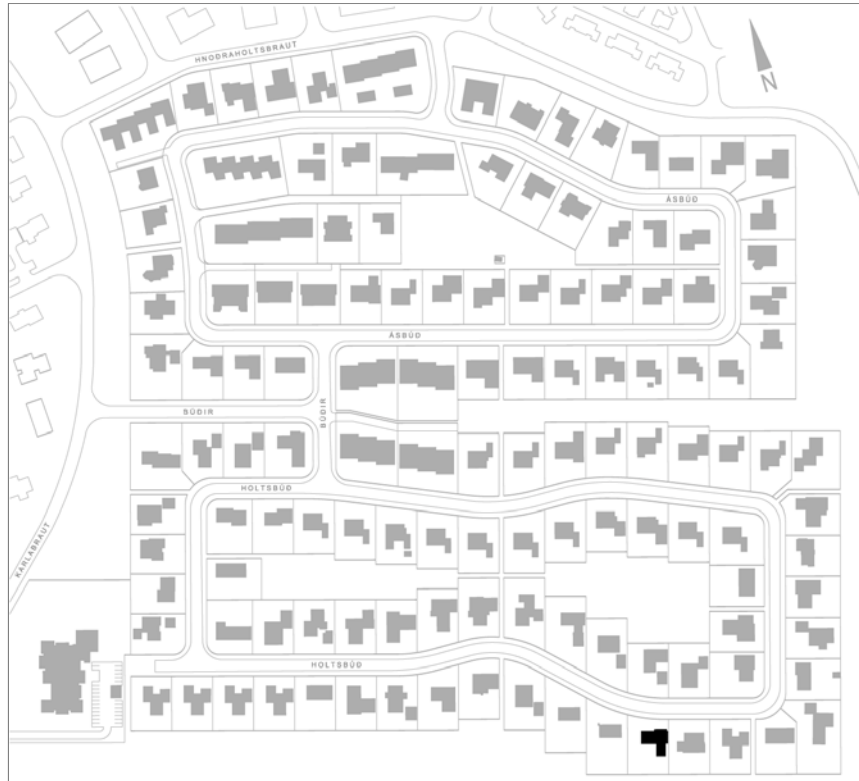 HNOÐRAHOLTSBRAUT
N
ÁSBÚÐ
ÁSBÚÐ
BÚÐIR
BÚÐIR
HOLTSBÚÐ
KARLABRAUT
HOLTSBÚÐ